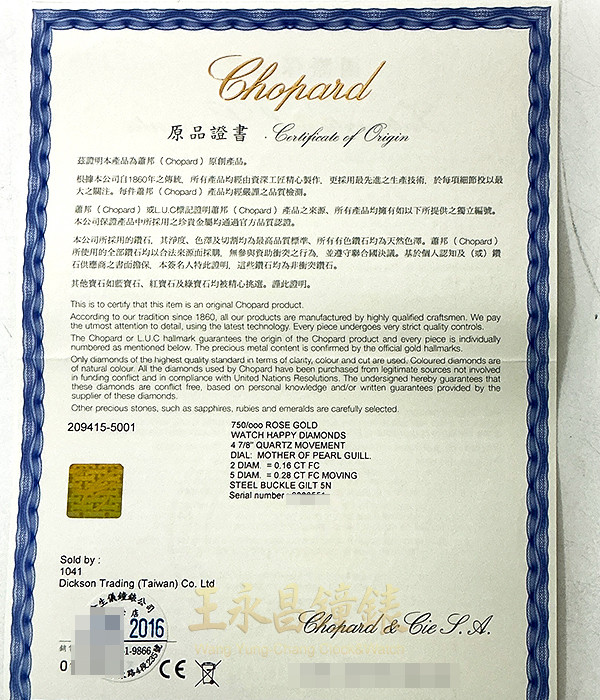 Chopard
原品證書 · Certificate of Origin
茲證明本產品為蕭邦（Chopard）原創產品。
根據本公司自1860年之傳統，所有產品均經由資深工匠精心製作，更採用最先進之生產技術，於每項細節投以最
大之關注。每件蕭邦（Chopard）產品均經嚴謹之品質檢測。
蕭邦（Chopard）或L.U.C標記證明蕭邦（Chopard）產品之來源、所有產品均擁有如以下所提供之獨立編號。
本公司保證產品中所採用之珍貴金屬均通過官方品質認證。
本公司所採用的鑽石，其淨度、色澤及切割均為最高品質標準、所有有色鑽石均為天然色澤。蕭邦（Chopard）
所使用的全部鑽石均以合法來源而採購，無參與資助衝突之行為，並遵守聯合國決議。基於個人認知及（或）鑽
石供應商之書面擔保，本簽名人特此證明，這些鑽石均為非衝突鑽石。
其他寶石如藍寶石、紅寶石及綠寶石均被精心挑選。謹此證明。
This is to certify that this item is an original Chopard product.
According to our tradition since 1860, all our products are manufactured by highly qualified craftsmen. We pay
the utmost attention to detail, using the latest technology. Every piece undergoes very strict quality controls.
The Chopard or L.U.C hallmark guarantees the origin of the Chopard product and every piece is individually
numbered as mentioned below. The precious metal content is confirmed by the official gold hallmarks.
Only diamonds of the highest quality standard in terms of clarity, colour and cut are used. Coloured diamonds are
of natural colour. All the diamonds used by Chopard have been purchased from legitimate sources not involved
in funding conflict and in compliance with United Nations Resolutions. The undersigned hereby guarantees that
these diamonds are conflict free, based on personal knowledge and/or written guarantees provided by the
supplier of these diamonds.
Other precious stones, such as sapphires, rubies and emeralds are carefully selected.
209415-5001
750/ooo ROSE GOLD
WATCH HAPPY DIAMONDS
4 7/8" QUARTZ MOVEMENT
DIAL: MOTHER OF PEARL GUILL.
2 DIAM. = 0.16 CT FC
5 DIAM. = 0.28 CT FC MOVING
STEEL BUCKLE GILT 5N
Serial number
Sold by :
1041
Dickson Trading (Taiwan) Co. Ltd
生儀鐘錶公司
2016
1-9866
王永昌鐘錶
Wang Yung Chang Clock&Watch
Chopard & Cie S.A.
CE